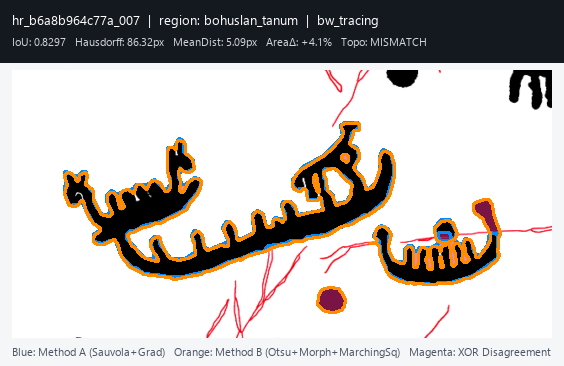 hr_b6a8b964c77a_007 | region: bohuslan_tanum | bw_tracing
IoU: 0.8297 Hausdorff: 86.32px MeanDist: 5.09px AreaΔ: +4.1% Topo: MISMATCH
Blue: Method A (Sauvola+Grad) Orange: Method B (Otsu+Morph+MarchingSq) Magenta: XOR Disagreement